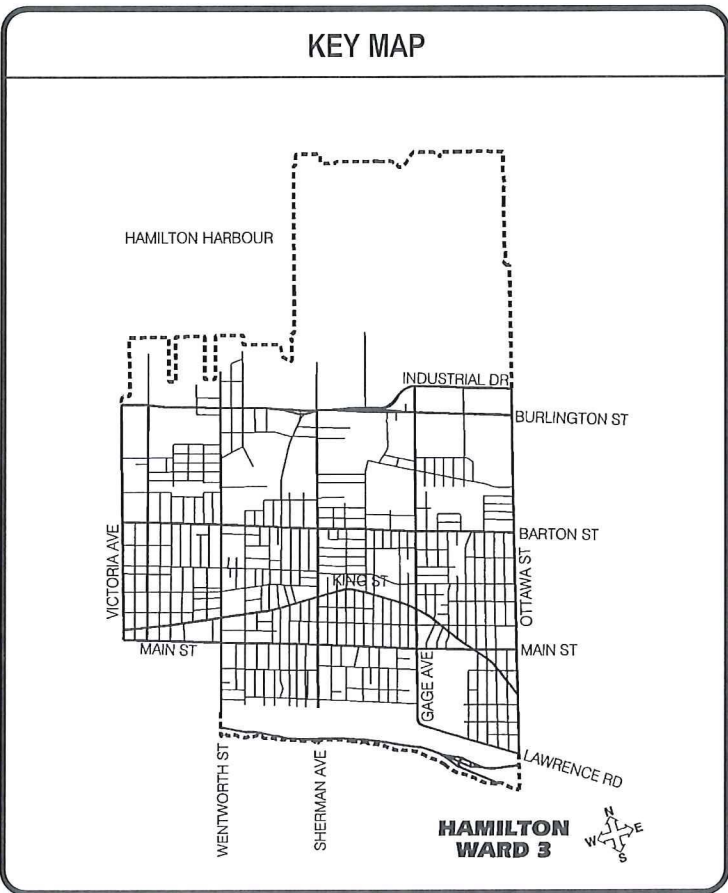 KEY MAP
HAMILTON HARBOUR
INDUSTRIAL DR
BURLINGTON ST
BARTON ST
VICTORIA AVE
OTTAWA ST
KING ST
MAIN ST
MAIN ST
GAGE AVE
LAWRENCE RD
WENTWORTH ST
SHERMAN AVE
HAMILTON
WARD 3
N
W E
S